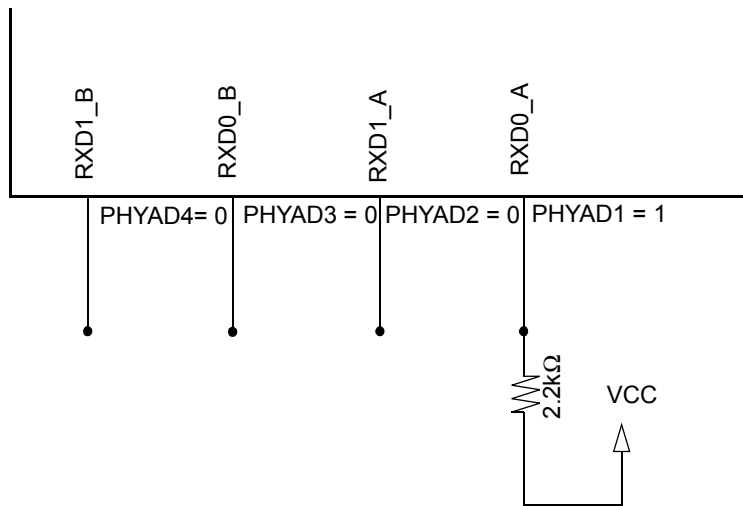 RXD1_B
RXD0_B
RXD1_A
RXD0_A
PHYAD4= 0
PHYAD3 = 0
PHYAD2 = 0
PHYAD1 = 1
2.2kΩ
VCC